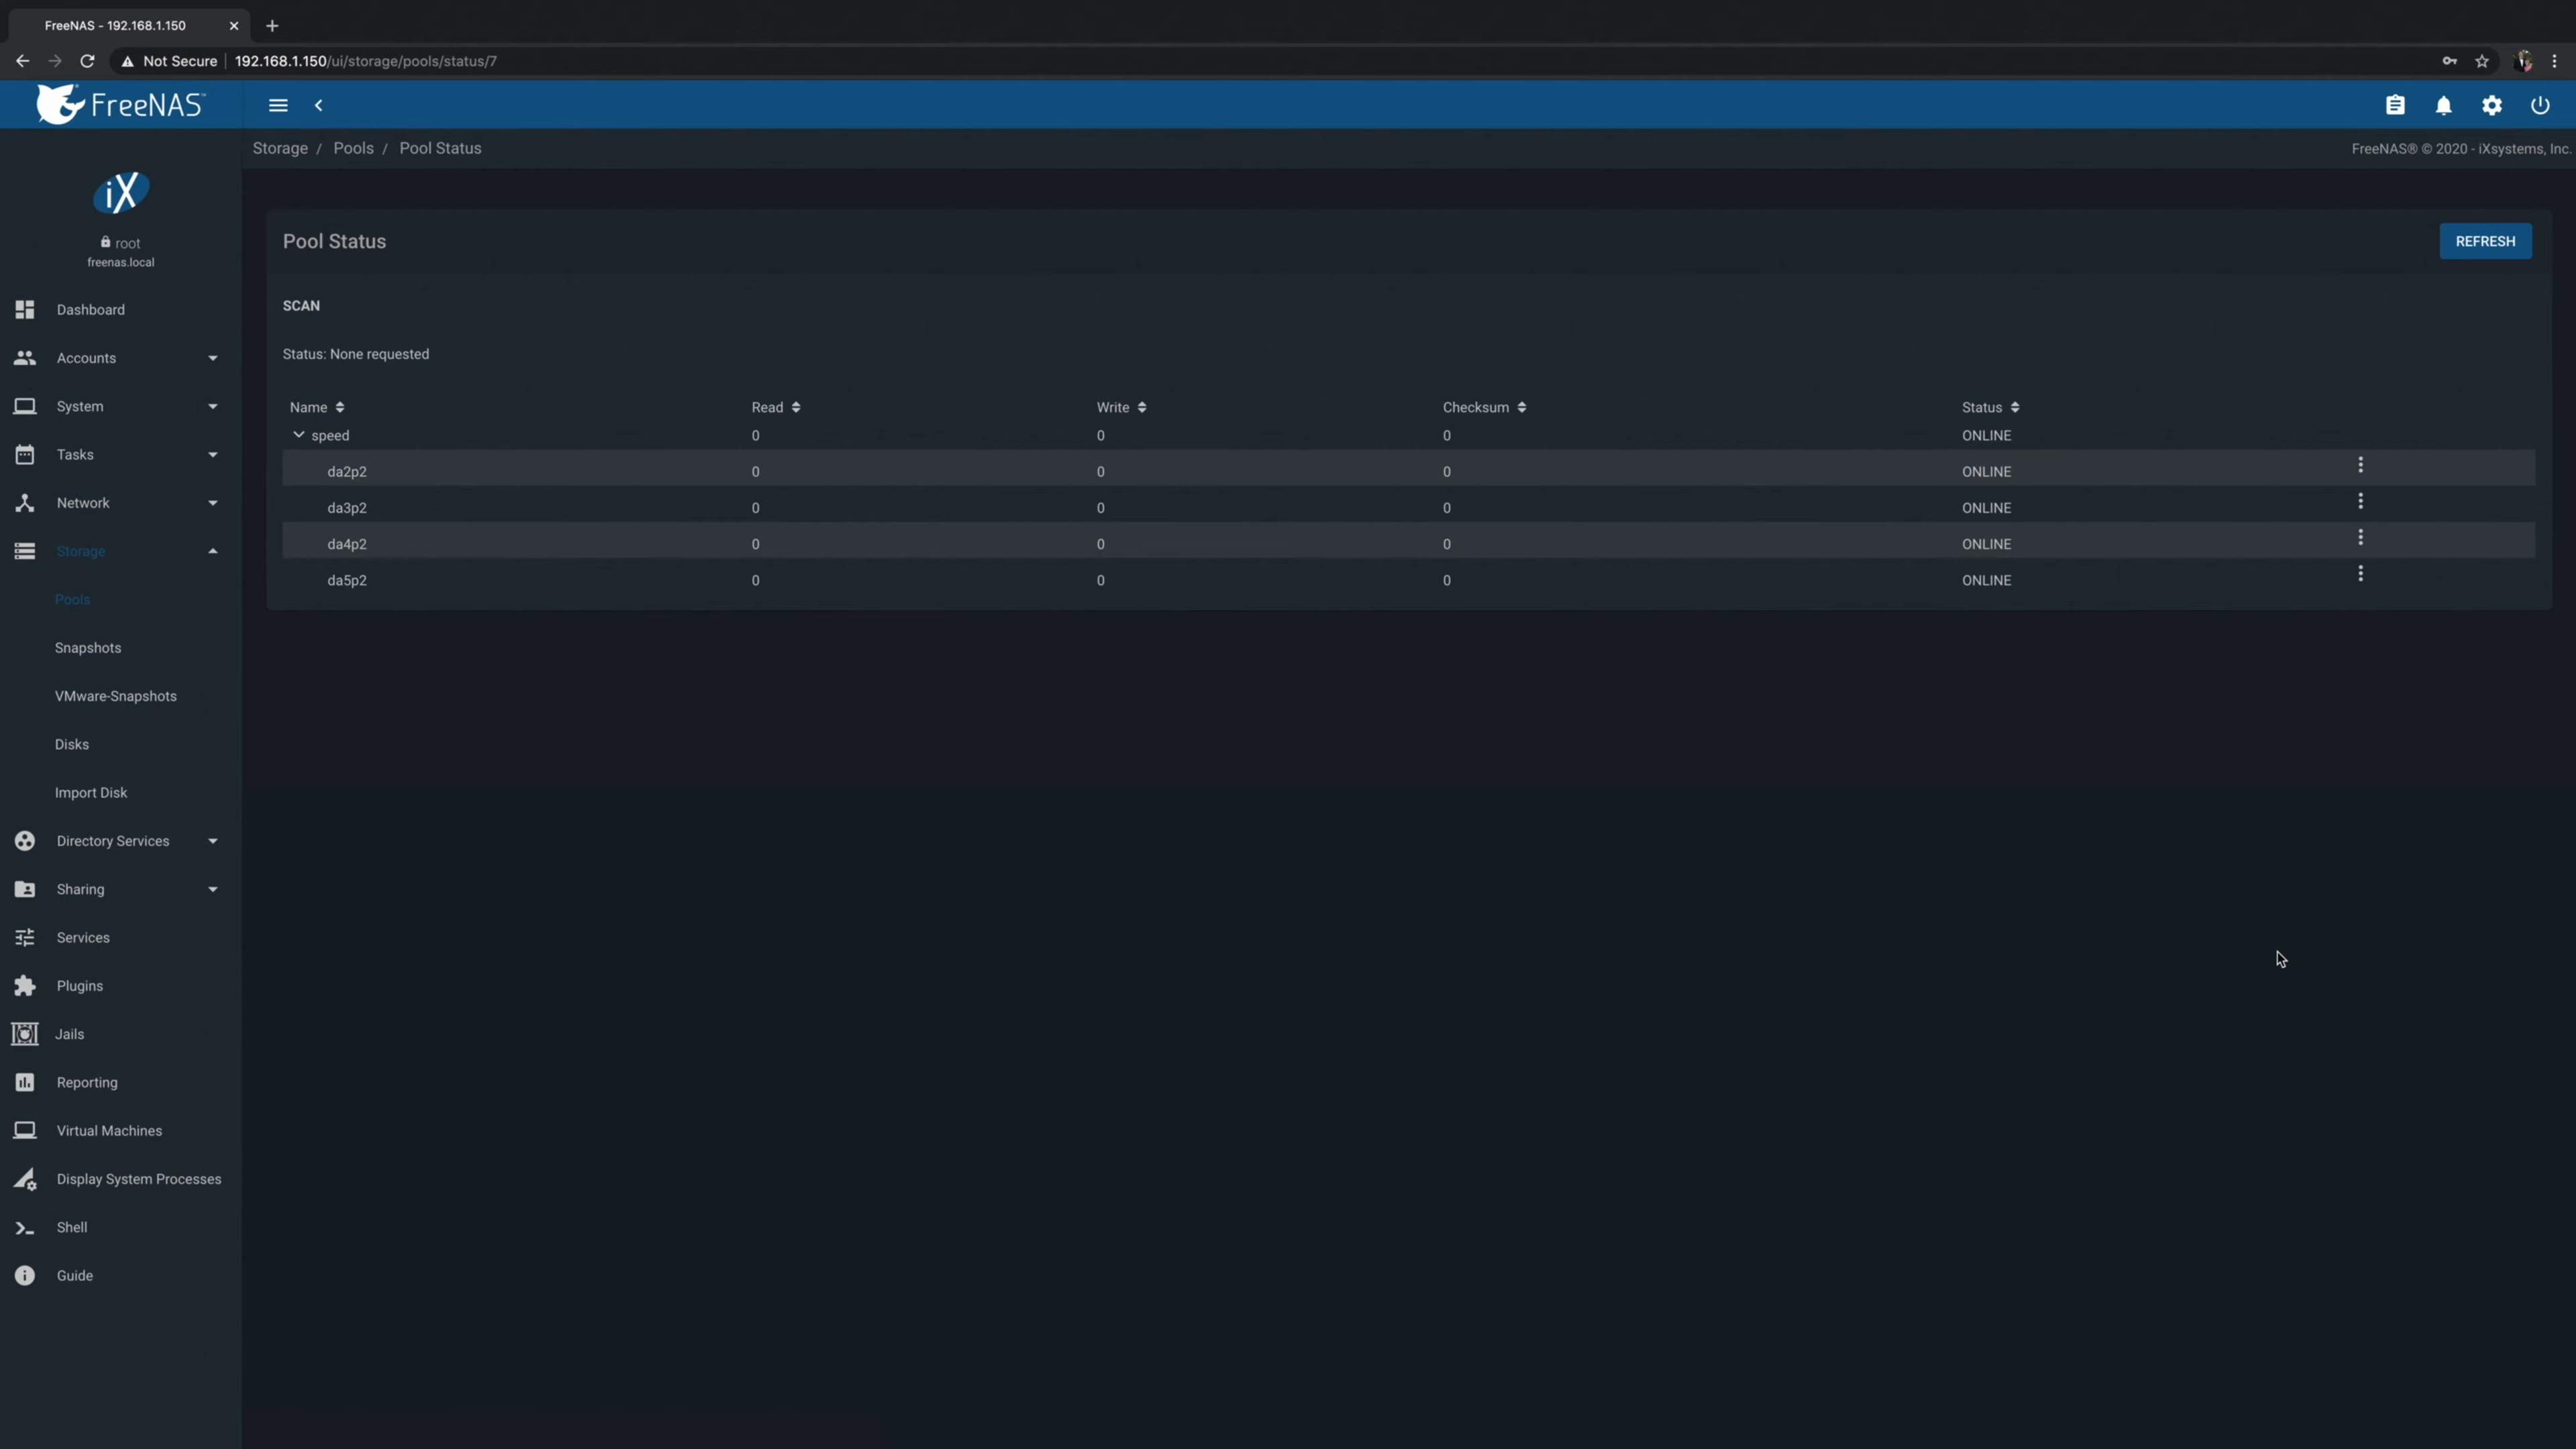 FreeNAS - 192.168.1.150
Not Secure 192.168.1.150/ui/storage/pools/status/7
FreeNAS™
Storage / Pools / Pool Status
FreeNAS® © 2020 - iXsystems, Inc.
iX
root
freenas.local
Dashboard
Accounts
System
Tasks
Network
Storage
Pools
Snapshots
VMware-Snapshots
Disks
Import Disk
Directory Services
Sharing
Services
Plugins
Jails
Reporting
Virtual Machines
Display System Processes
Shell
Guide
Pool Status
REFRESH
SCAN
Status: None requested
Name Read Write Checksum Status
speed 0 0 0 ONLINE
da2p2 0 0 0 ONLINE
da3p2 0 0 0 ONLINE
da4p2 0 0 0 ONLINE
da5p2 0 0 0 ONLINE